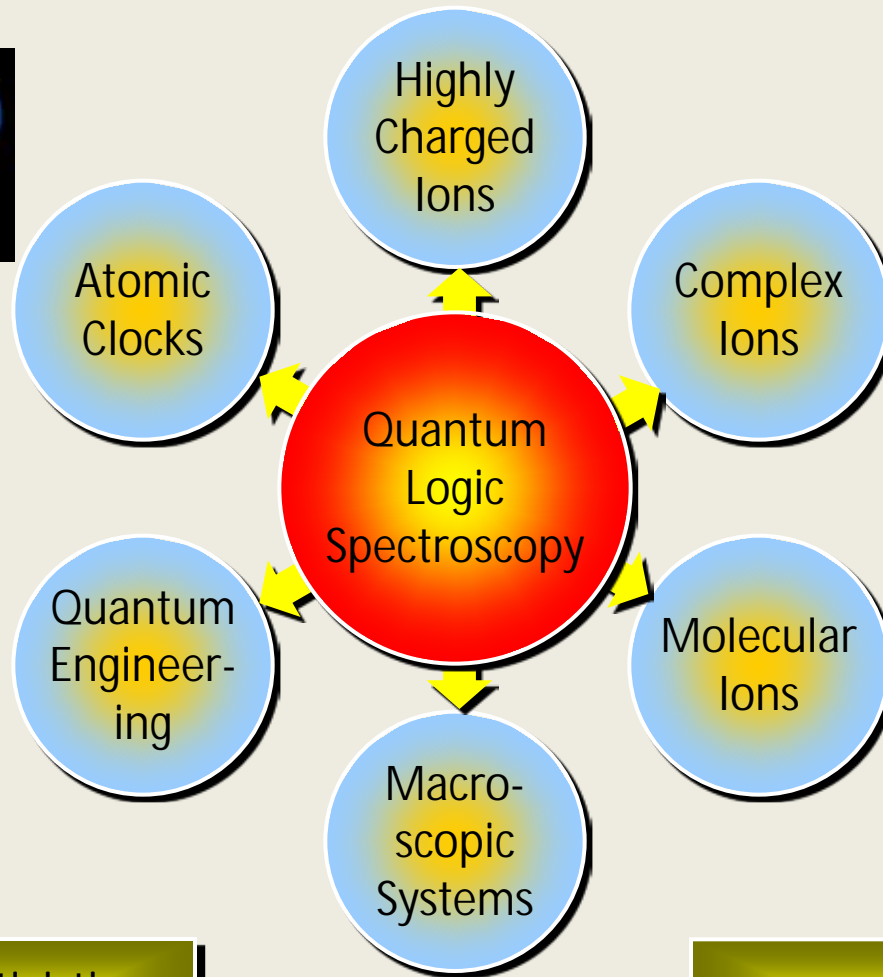 Highly
Charged
Ions
Atomic
Clocks
Complex
Ions
Quantum
Logic
Spectroscopy
Quantum
Engineer-
ing
Molecular
Ions
Macro-
scopic
Systems